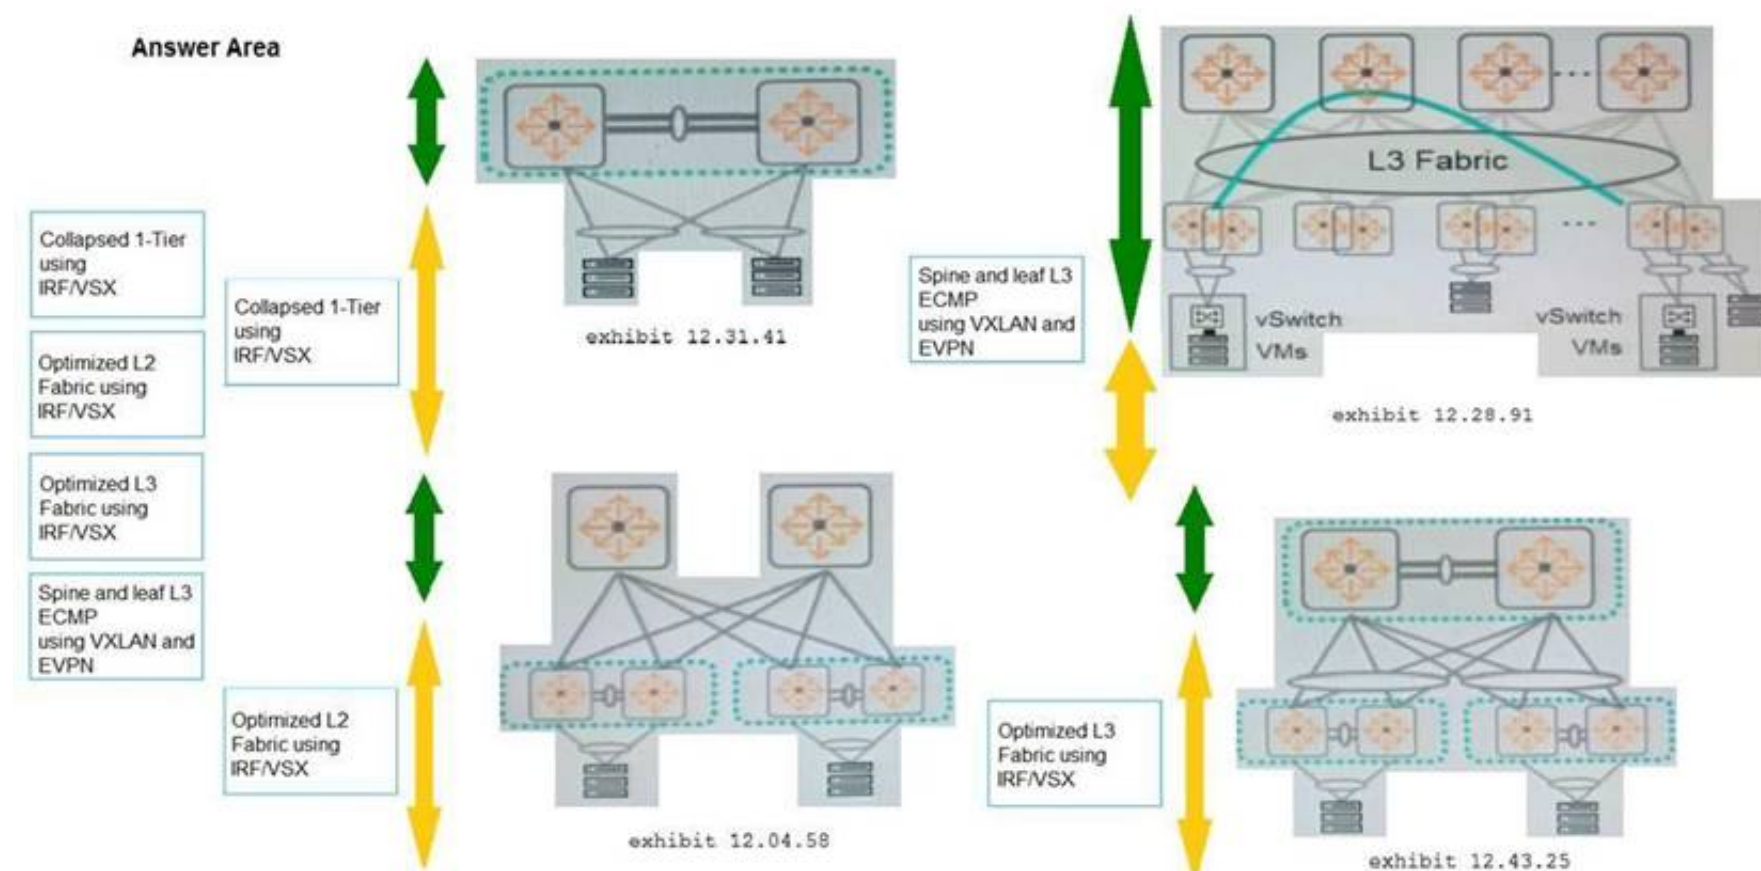 Answer Area
Collapsed 1-Tier
using
IRF/VSX
Optimized L2
Fabric using
IRF/VSX
Optimized L3
Fabric using
IRF/VSX
Spine and leaf L3
ECMP
using VXLAN and
EVPN
Collapsed 1-Tier
using
IRF/VSX
exhibit 12.31.41
Optimized L2
Fabric using
IRF/VSX
exhibit 12.04.58
Spine and leaf L3
ECMP
using VXLAN and
EVPN
L3 Fabric
vSwitch
VMs
vSwitch
VMs
exhibit 12.28.91
Optimized L3
Fabric using
IRF/VSX
exhibit 12.43.25